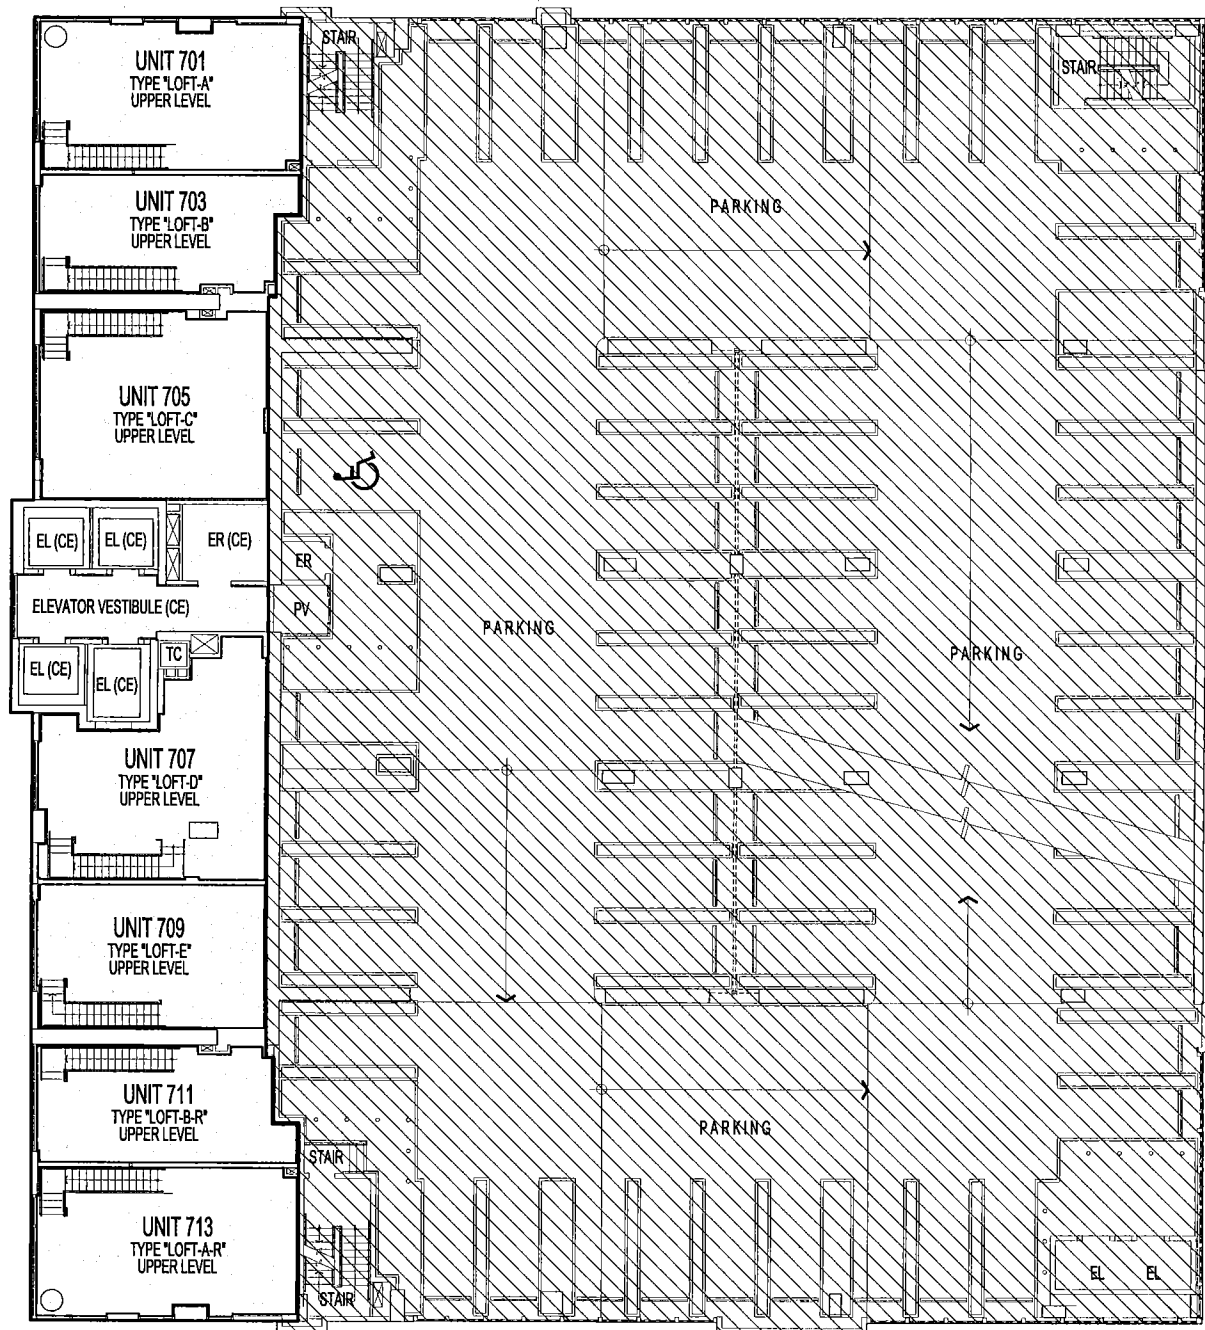 STAIR
UNIT 701
TYPE "LOFT-A"
UPPER LEVEL
STAIR
UNIT 703
TYPE "LOFT-B"
UPPER LEVEL
PARKING
UNIT 705
TYPE "LOFT-C"
UPPER LEVEL
EL (CE)
EL (CE)
ER (CE)
ER
ELEVATOR VESTIBULE (CE)
PV
PARKING
PARKING
TC
EL (CE)
EL (CE)
UNIT 707
TYPE "LOFT-D"
UPPER LEVEL
UNIT 709
TYPE "LOFT-E"
UPPER LEVEL
UNIT 711
TYPE "LOFT-B-R"
UPPER LEVEL
PARKING
STAIR
UNIT 713
TYPE "LOFT-A-R"
UPPER LEVEL
EL
EL
STAIR